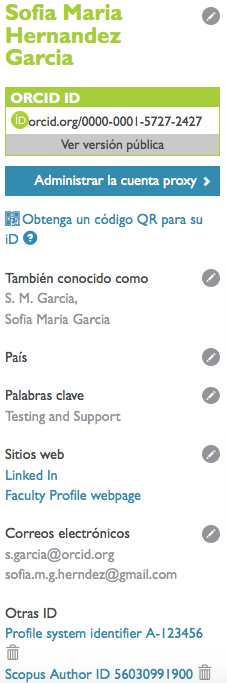 Sofia Maria
Hernandez
Garcia
ORCID ID
iD orcid.org/0000-0001-5727-2427
Ver versión pública
Administrar la cuenta proxy
Obtenga un código QR para su
iD ?
También conocido como
S. M. Garcia,
Sofia Maria Garcia
País
Palabras clave
Testing and Support
Sitios web
Linked In
Faculty Profile webpage
Correos electrónicos
s.garcia@orcid.org
sofia.m.g.herndez@gmail.com
Otras ID
Profile system identifier A-123456
Scopus Author ID 56030991900